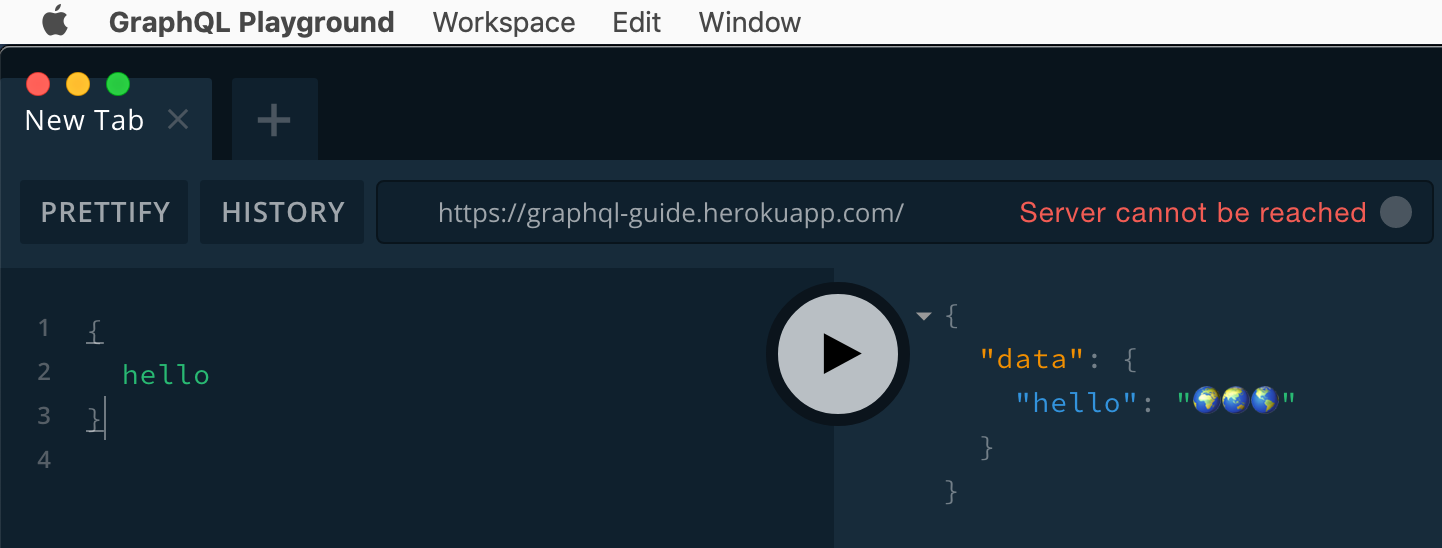 GraphQL Playground Workspace Edit Window
New Tab
PRETTIFY HISTORY https://graphql-guide.herokuapp.com/ Server cannot be reached
1 {
2 hello
3 }
4
{
"data": {
"hello": "🌍🌏🌎"
}
}